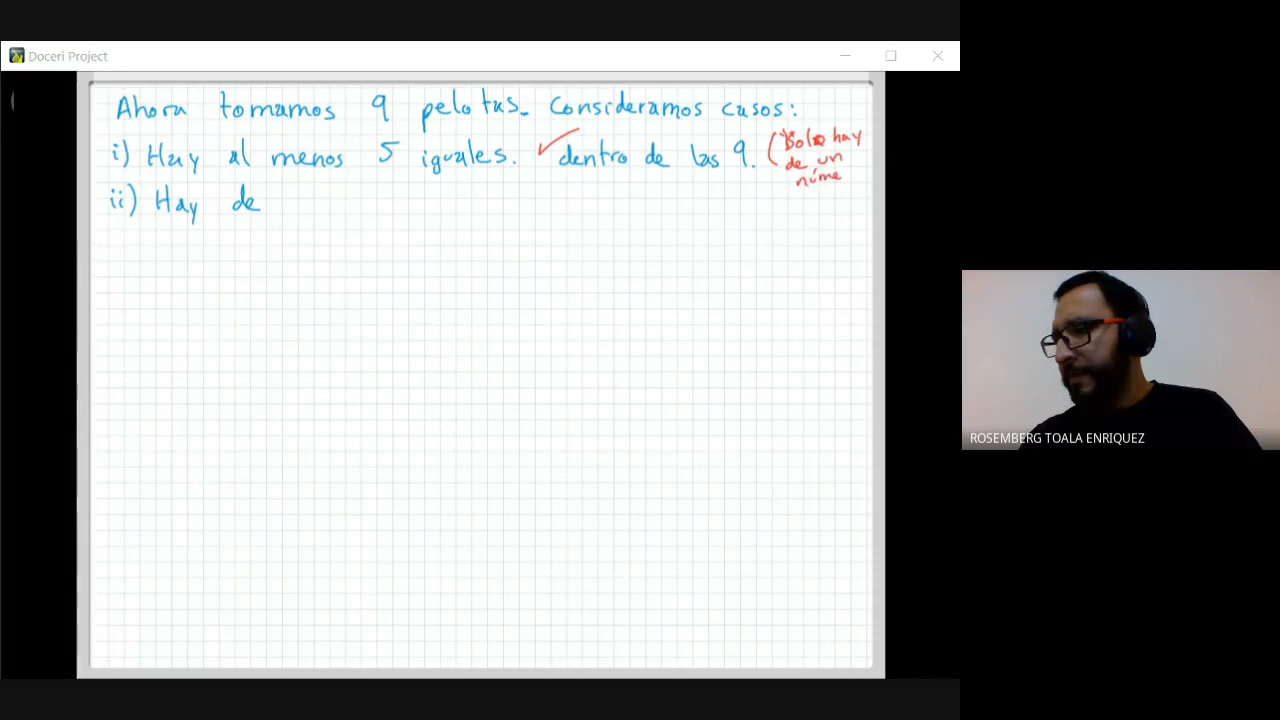 Doceri Project
Ahora tomamos 9 pelotas. Consideramos casos:
i) Hay al menos 5 iguales. dentro de las 9. (Solo hay
de un
núme
ii) Hay de
ROSEMBERG TOALA ENRIQUEZ